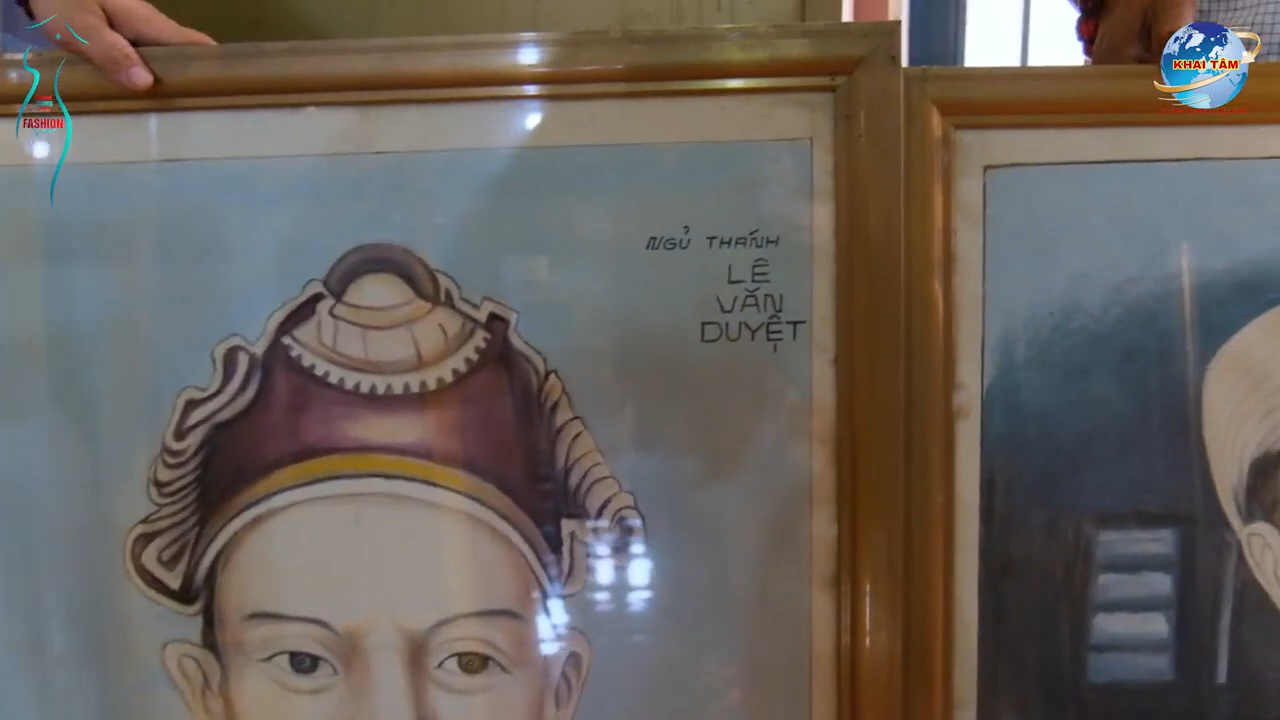 FASHION
KHAI TÂM
NGỦ THÁNH
LÊ
VĂN
DUYỆT